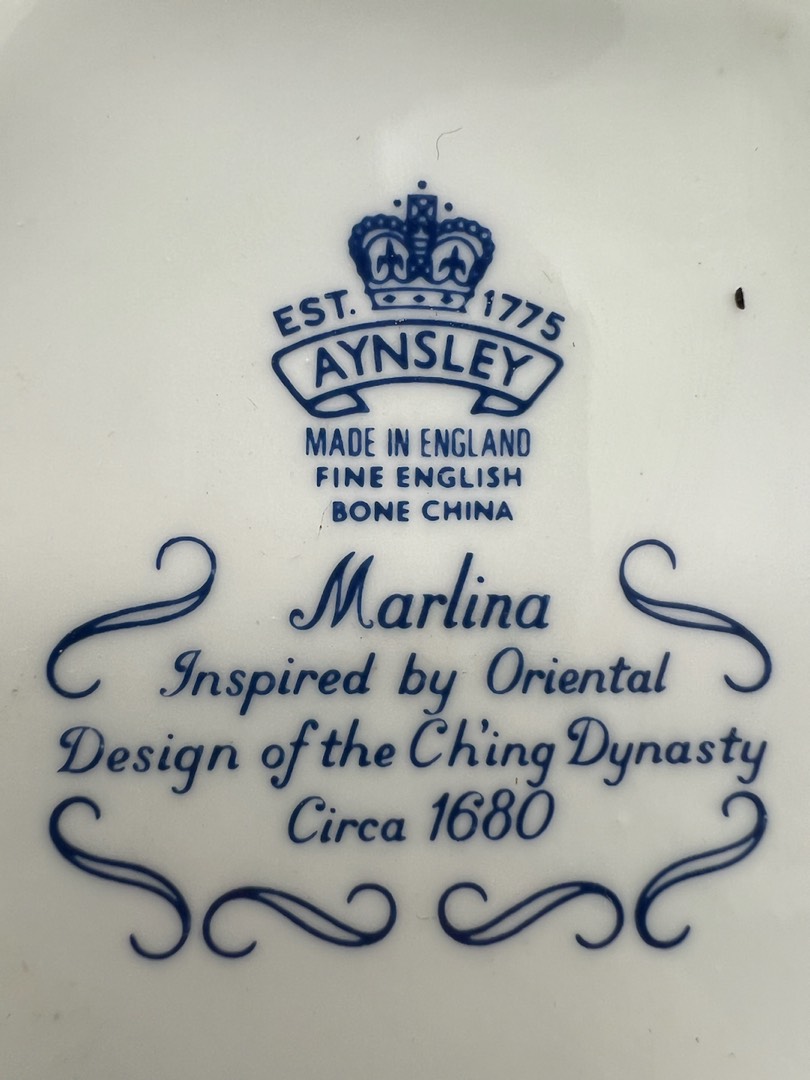 EST. 1775
AYNSLEY
MADE IN ENGLAND
FINE ENGLISH
BONE CHINA
Marlina
Inspired by Oriental
Design of the Ch'ing Dynasty
Circa 1680